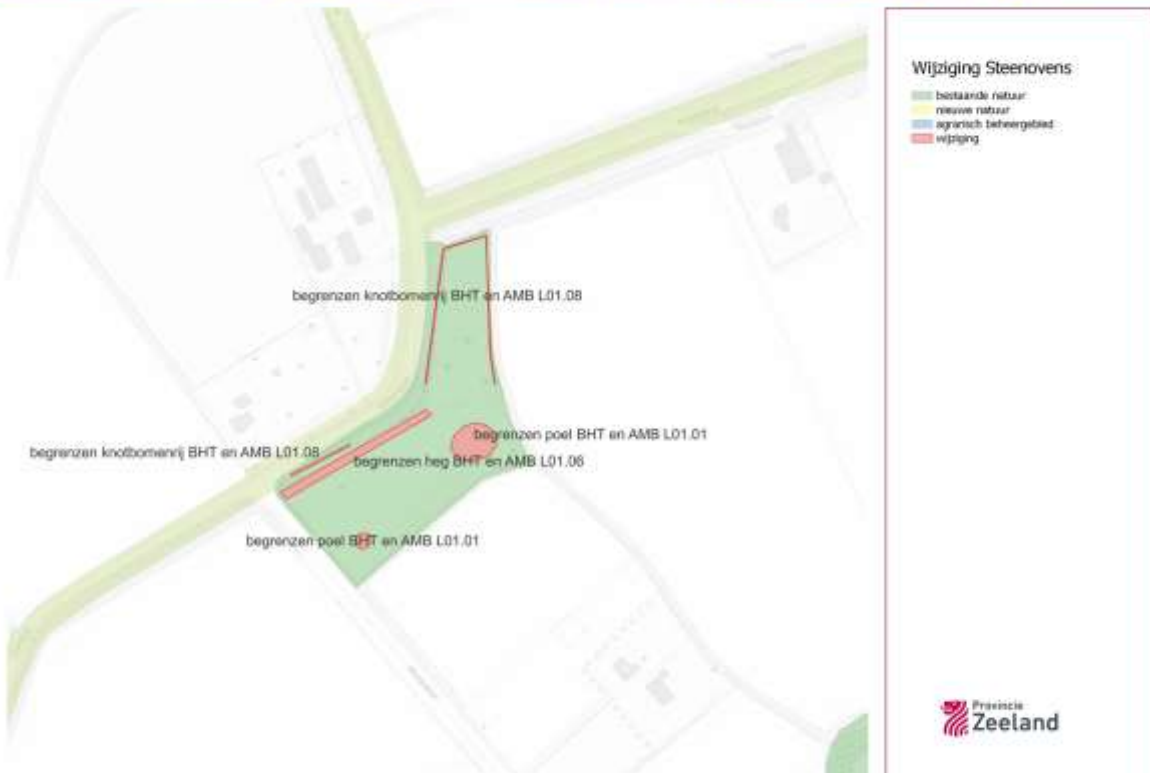 Wijziging Steenovens
bestaande natuur
nieuwe natuur
agrarisch beheergebied
wijziging
begrenzen knotbomenrij BHT en AMB L01.08
begrenzen poel BHT en AMB L01.01
begrenzen knotbomenrij BHT en AMB L01.08
begrenzen heg BHT en AMB L01.06
begrenzen poel BHT en AMB L01.01
Provincie
Zeeland